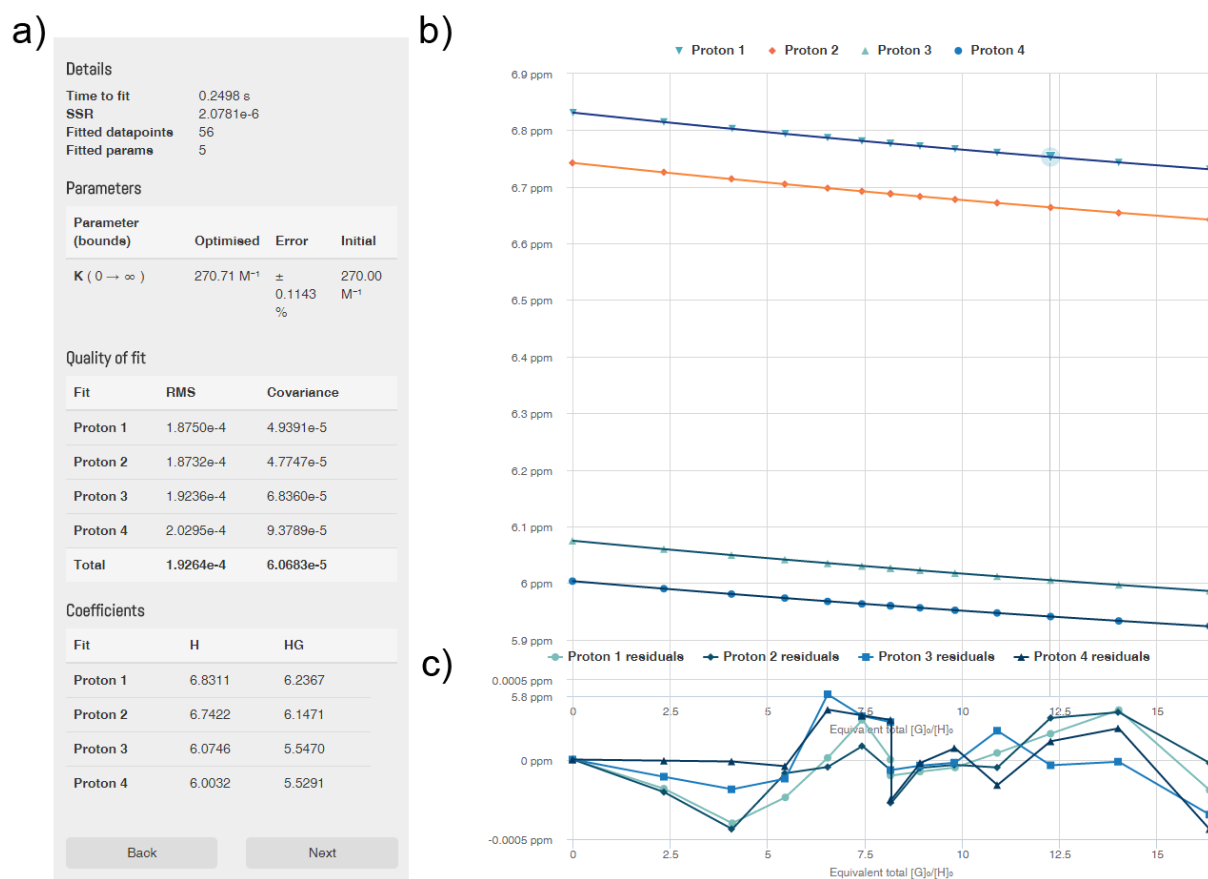 a)
Details
Time to fit 0.2498 s
SSR 2.0781e-6
Fitted datapoints 56
Fitted params 5
Parameters
Parameter (bounds) Optimised Error Initial
K ( 0 → ∞ ) 270.71 M⁻¹ ± 0.1143 % 270.00 M⁻¹
Quality of fit
Fit RMS Covariance
Proton 1 1.8750e-4 4.9391e-5
Proton 2 1.8732e-4 4.7747e-5
Proton 3 1.9236e-4 6.8360e-5
Proton 4 2.0295e-4 9.3789e-5
Total 1.9264e-4 6.0683e-5
Coefficients
Fit H HG
Proton 1 6.8311 6.2367
Proton 2 6.7422 6.1471
Proton 3 6.0746 5.5470
Proton 4 6.0032 5.5291
Back Next
b)
Proton 1 Proton 2 Proton 3 Proton 4
6.9 ppm
6.8 ppm
6.7 ppm
6.6 ppm
6.5 ppm
6.4 ppm
6.3 ppm
6.2 ppm
6.1 ppm
6 ppm
5.9 ppm
5.8 ppm
0 2.5 5 7.5 10 12.5 15
Equivalent total [G]₀/[H]₀
c)
Proton 1 residuals Proton 2 residuals Proton 3 residuals Proton 4 residuals
0.0005 ppm
0 ppm
-0.0005 ppm
0 2.5 5 7.5 10 12.5 15
Equivalent total [G]₀/[H]₀